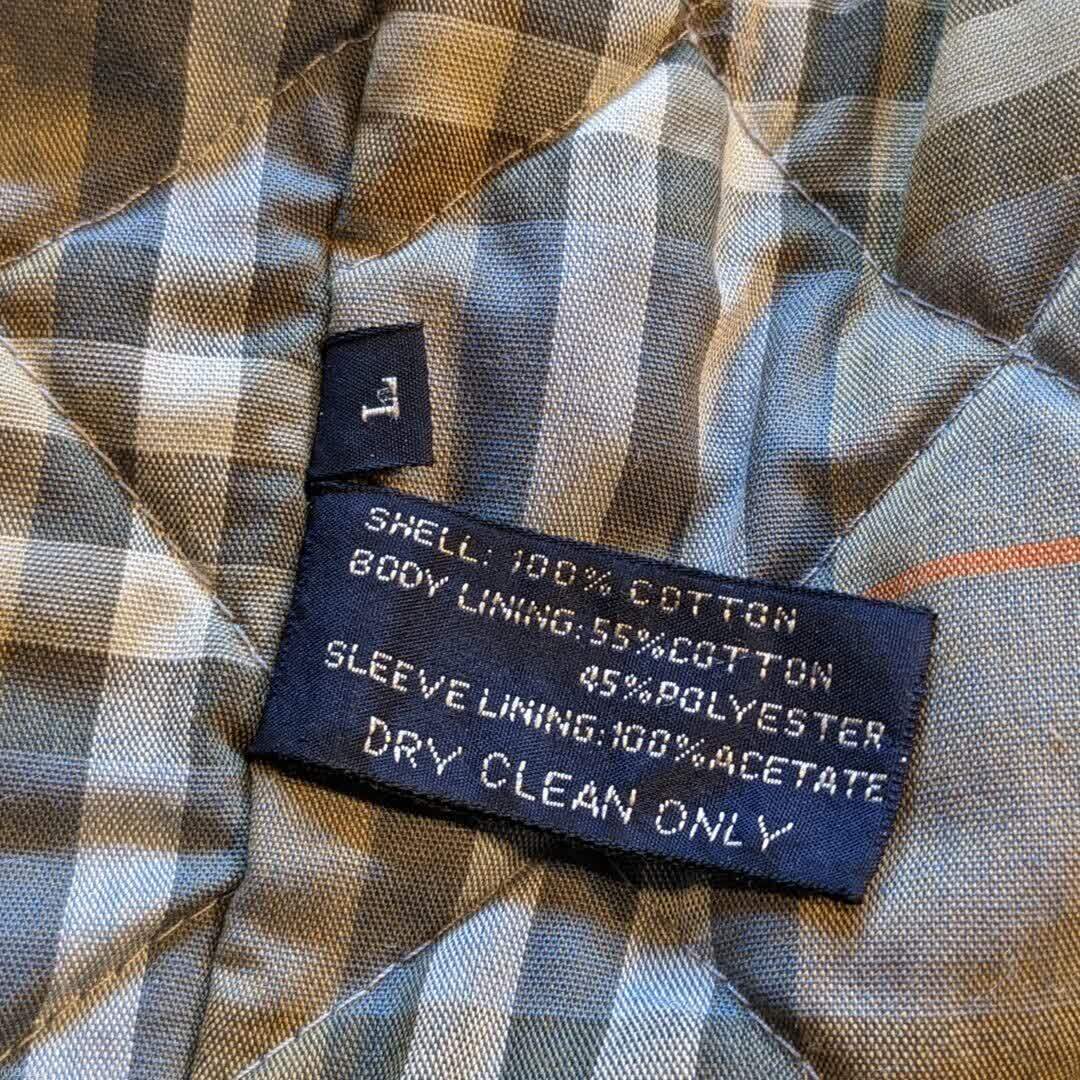 L
SHELL: 100% COTTON
BODY LINING: 55% COTTON
45% POLYESTER
SLEEVE LINING: 100% ACETATE
DRY CLEAN ONLY